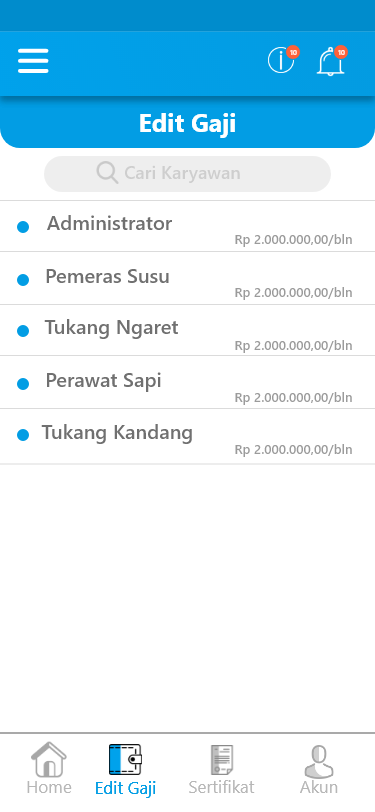 10
10
Edit Gaji
Cari Karyawan
Administrator
Rp 2.000.000,00/bln
Pemeras Susu
Rp 2.000.000,00/bln
Tukang Ngaret
Rp 2.000.000,00/bln
Perawat Sapi
Rp 2.000.000,00/bln
Tukang Kandang
Rp 2.000.000,00/bln
Home
Edit Gaji
Sertifikat
Akun